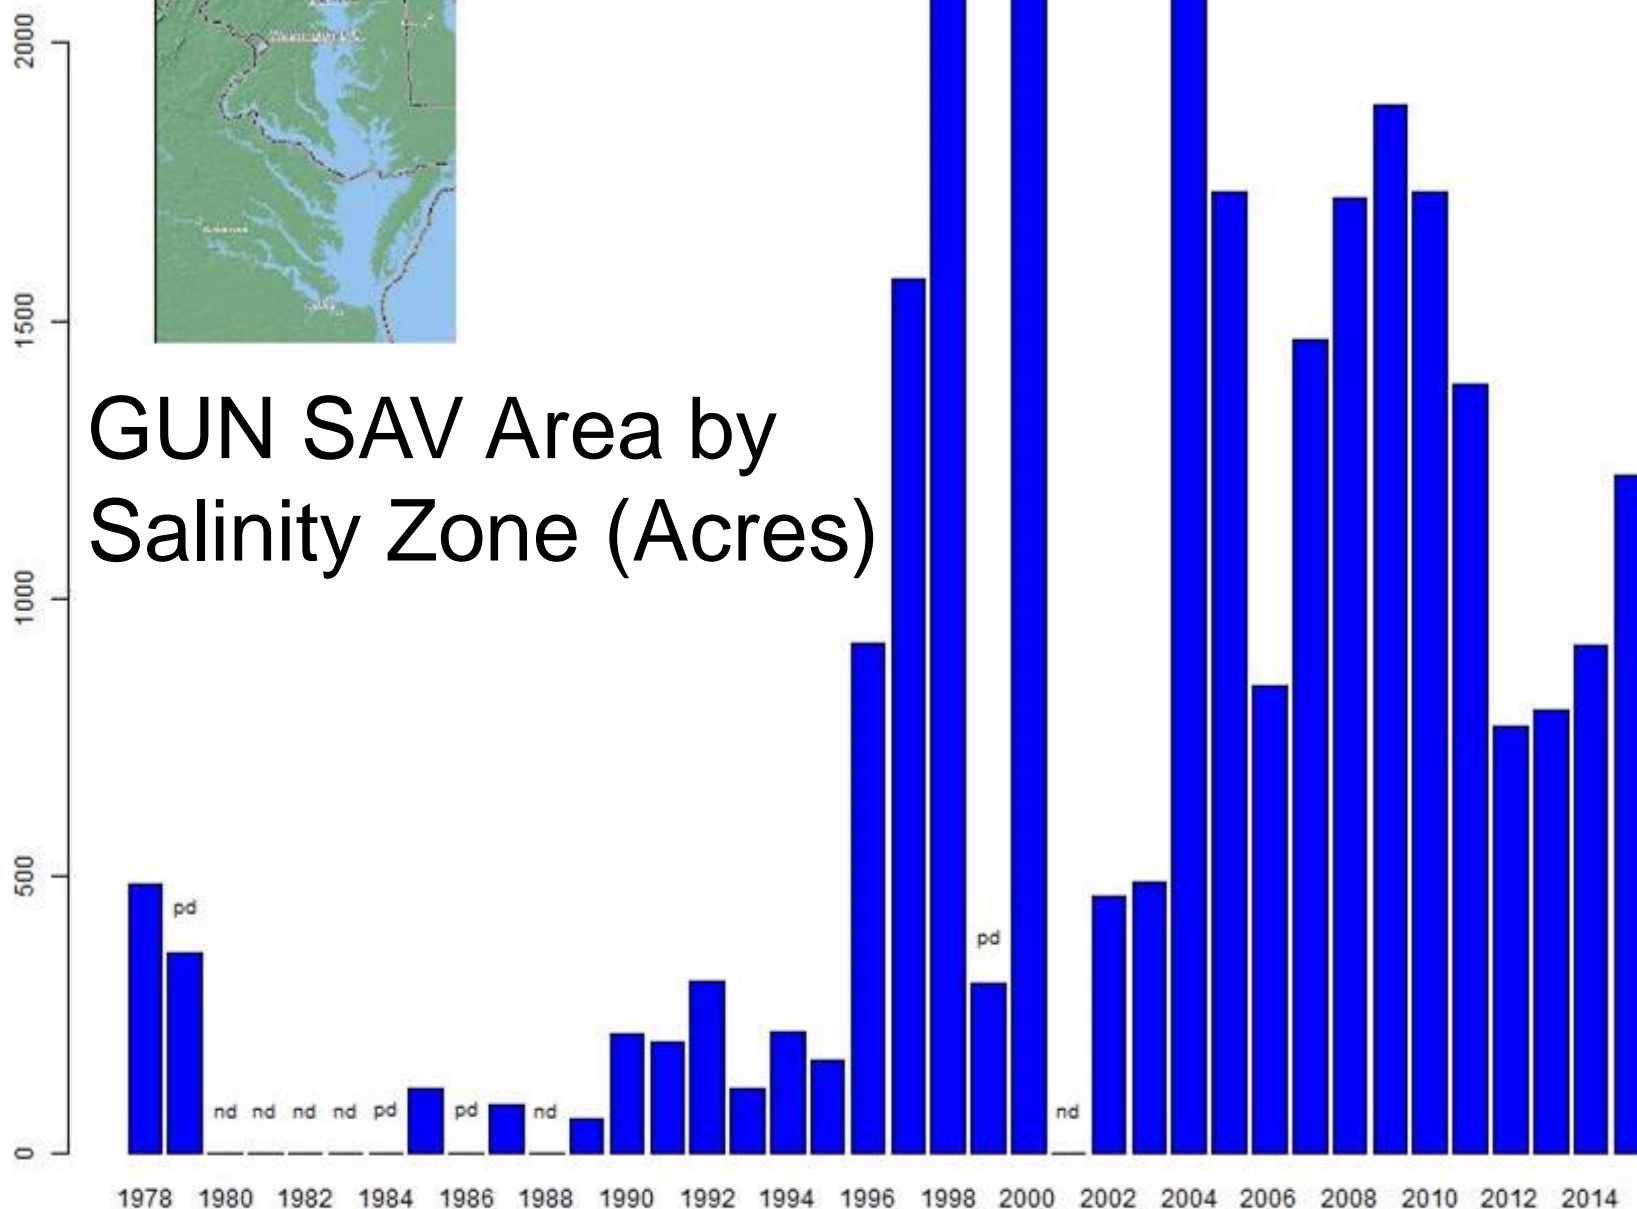 2000
1500
1000
500
0
GUN SAV Area by
Salinity Zone (Acres)
pd
nd nd nd nd pd pd nd
pd
nd
1978 1980 1982 1984 1986 1988 1990 1992 1994 1996 1998 2000 2002 2004 2006 2008 2010 2012 2014